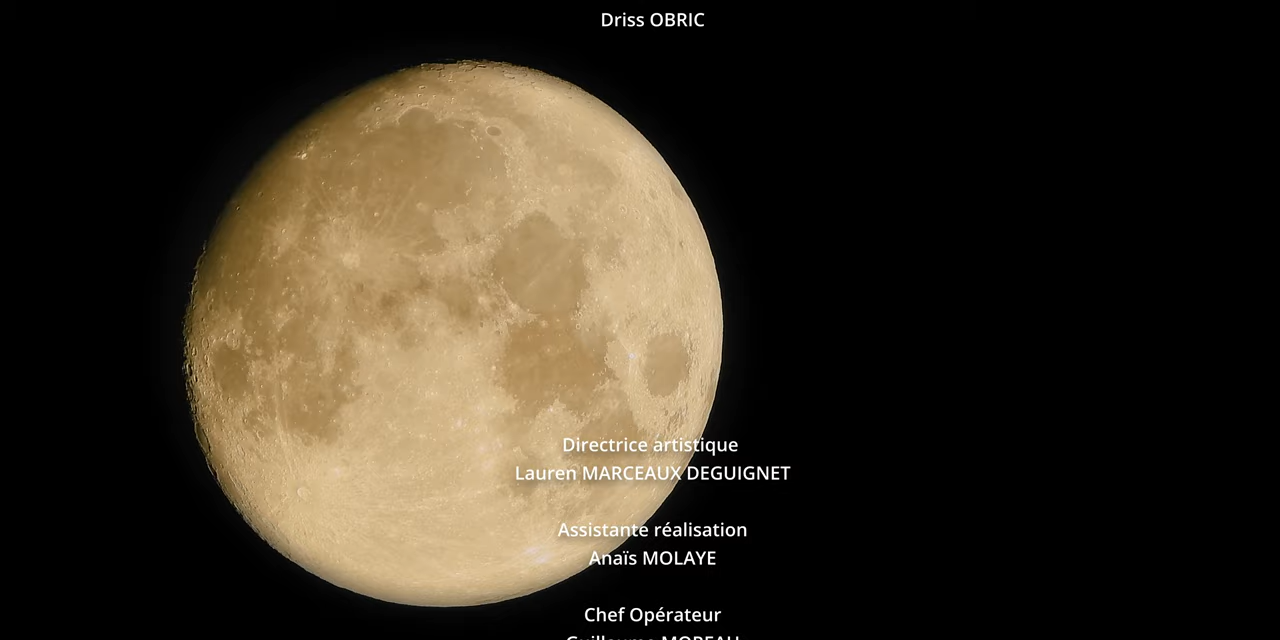 Driss OBRIC
Directrice artistique
Lauren MARCEAUX DEGUIGNET
Assistante réalisation
Anaïs MOLAYE
Chef Opérateur